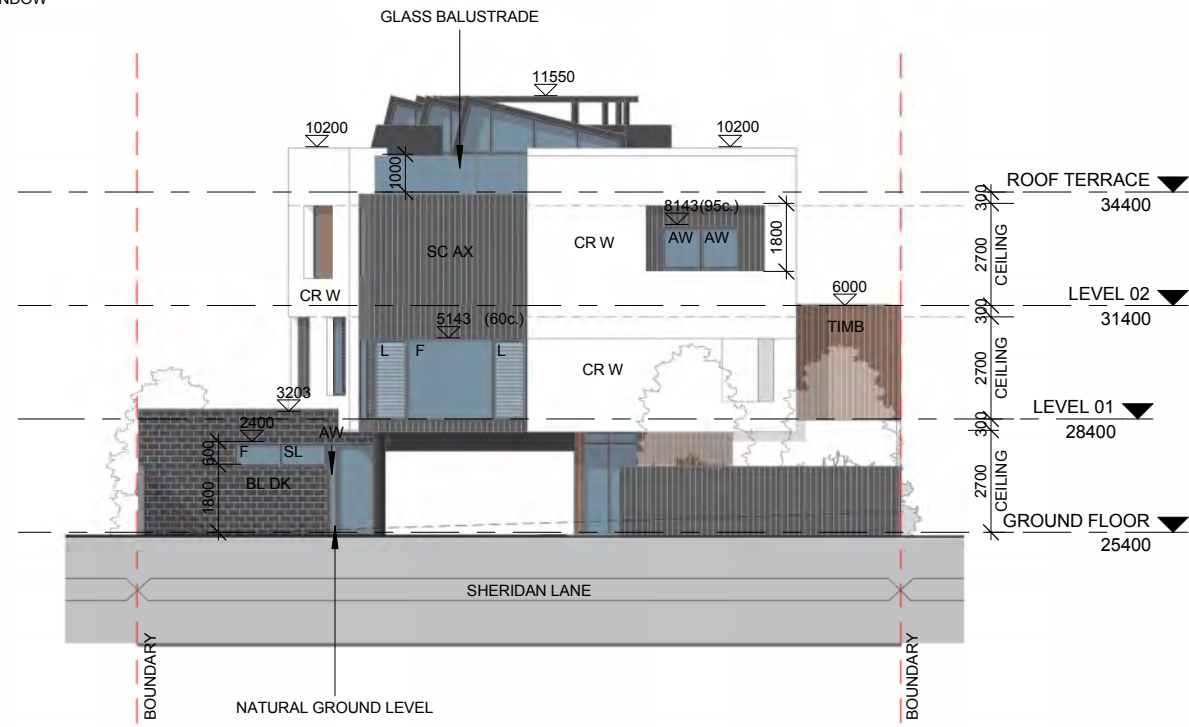 NDOW
GLASS BALUSTRADE
11550
10200
10200
1000
ROOF TERRACE
34400
300
8143(95c.)
AW AW
1800
CR W
SC AX
2700
CEILING
CR W
6000
LEVEL 02
31400
300
TIMB
5143 (60c.)
L F L
CR W
2700
CEILING
3203
LEVEL 01
28400
300
AW
2400
600
F SL
BL DK
1800
2700
CEILING
GROUND FLOOR
25400
SHERIDAN LANE
BOUNDARY
BOUNDARY
NATURAL GROUND LEVEL